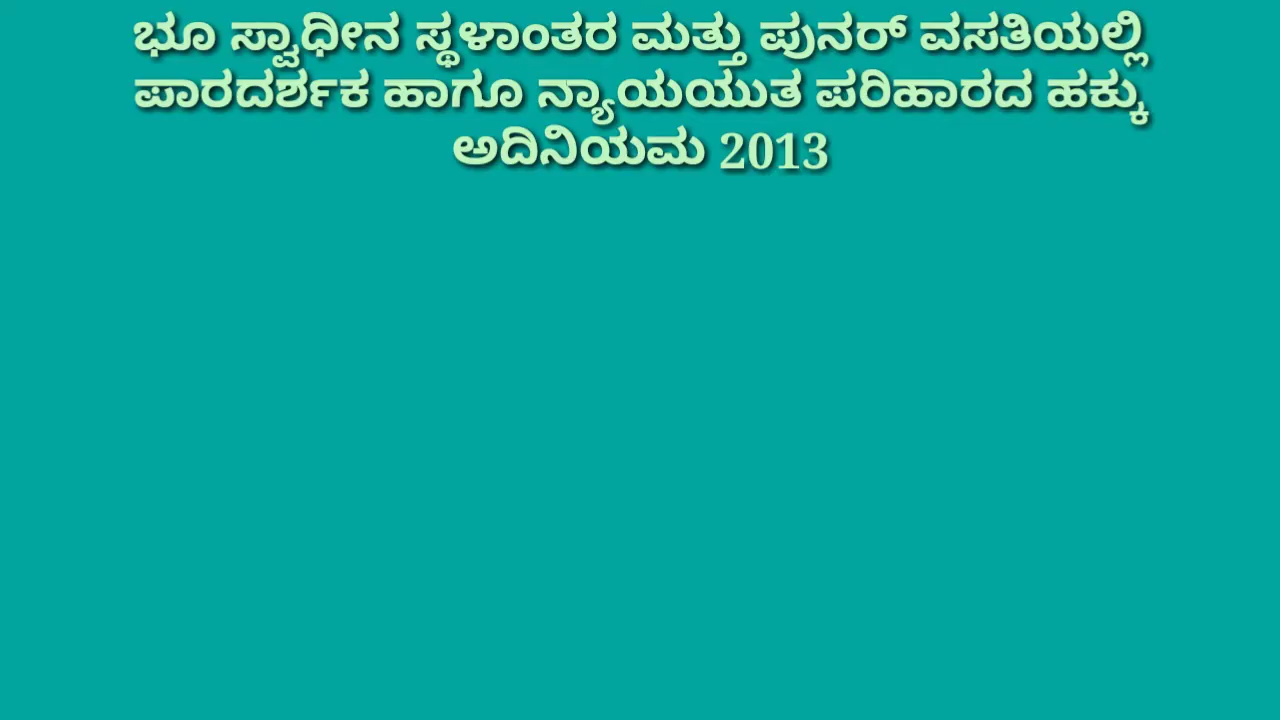 ಭೂ ಸ್ವಾಧೀನ ಸ್ಥಳಾಂತರ ಮತ್ತು ಪುನರ್ ವಸತಿಯಲ್ಲಿ
ಪಾರದರ್ಶಕ ಹಾಗೂ ನ್ಯಾಯಯುತ ಪರಿಹಾರದ ಹಕ್ಕು
ಅದಿನಿಯಮ 2013